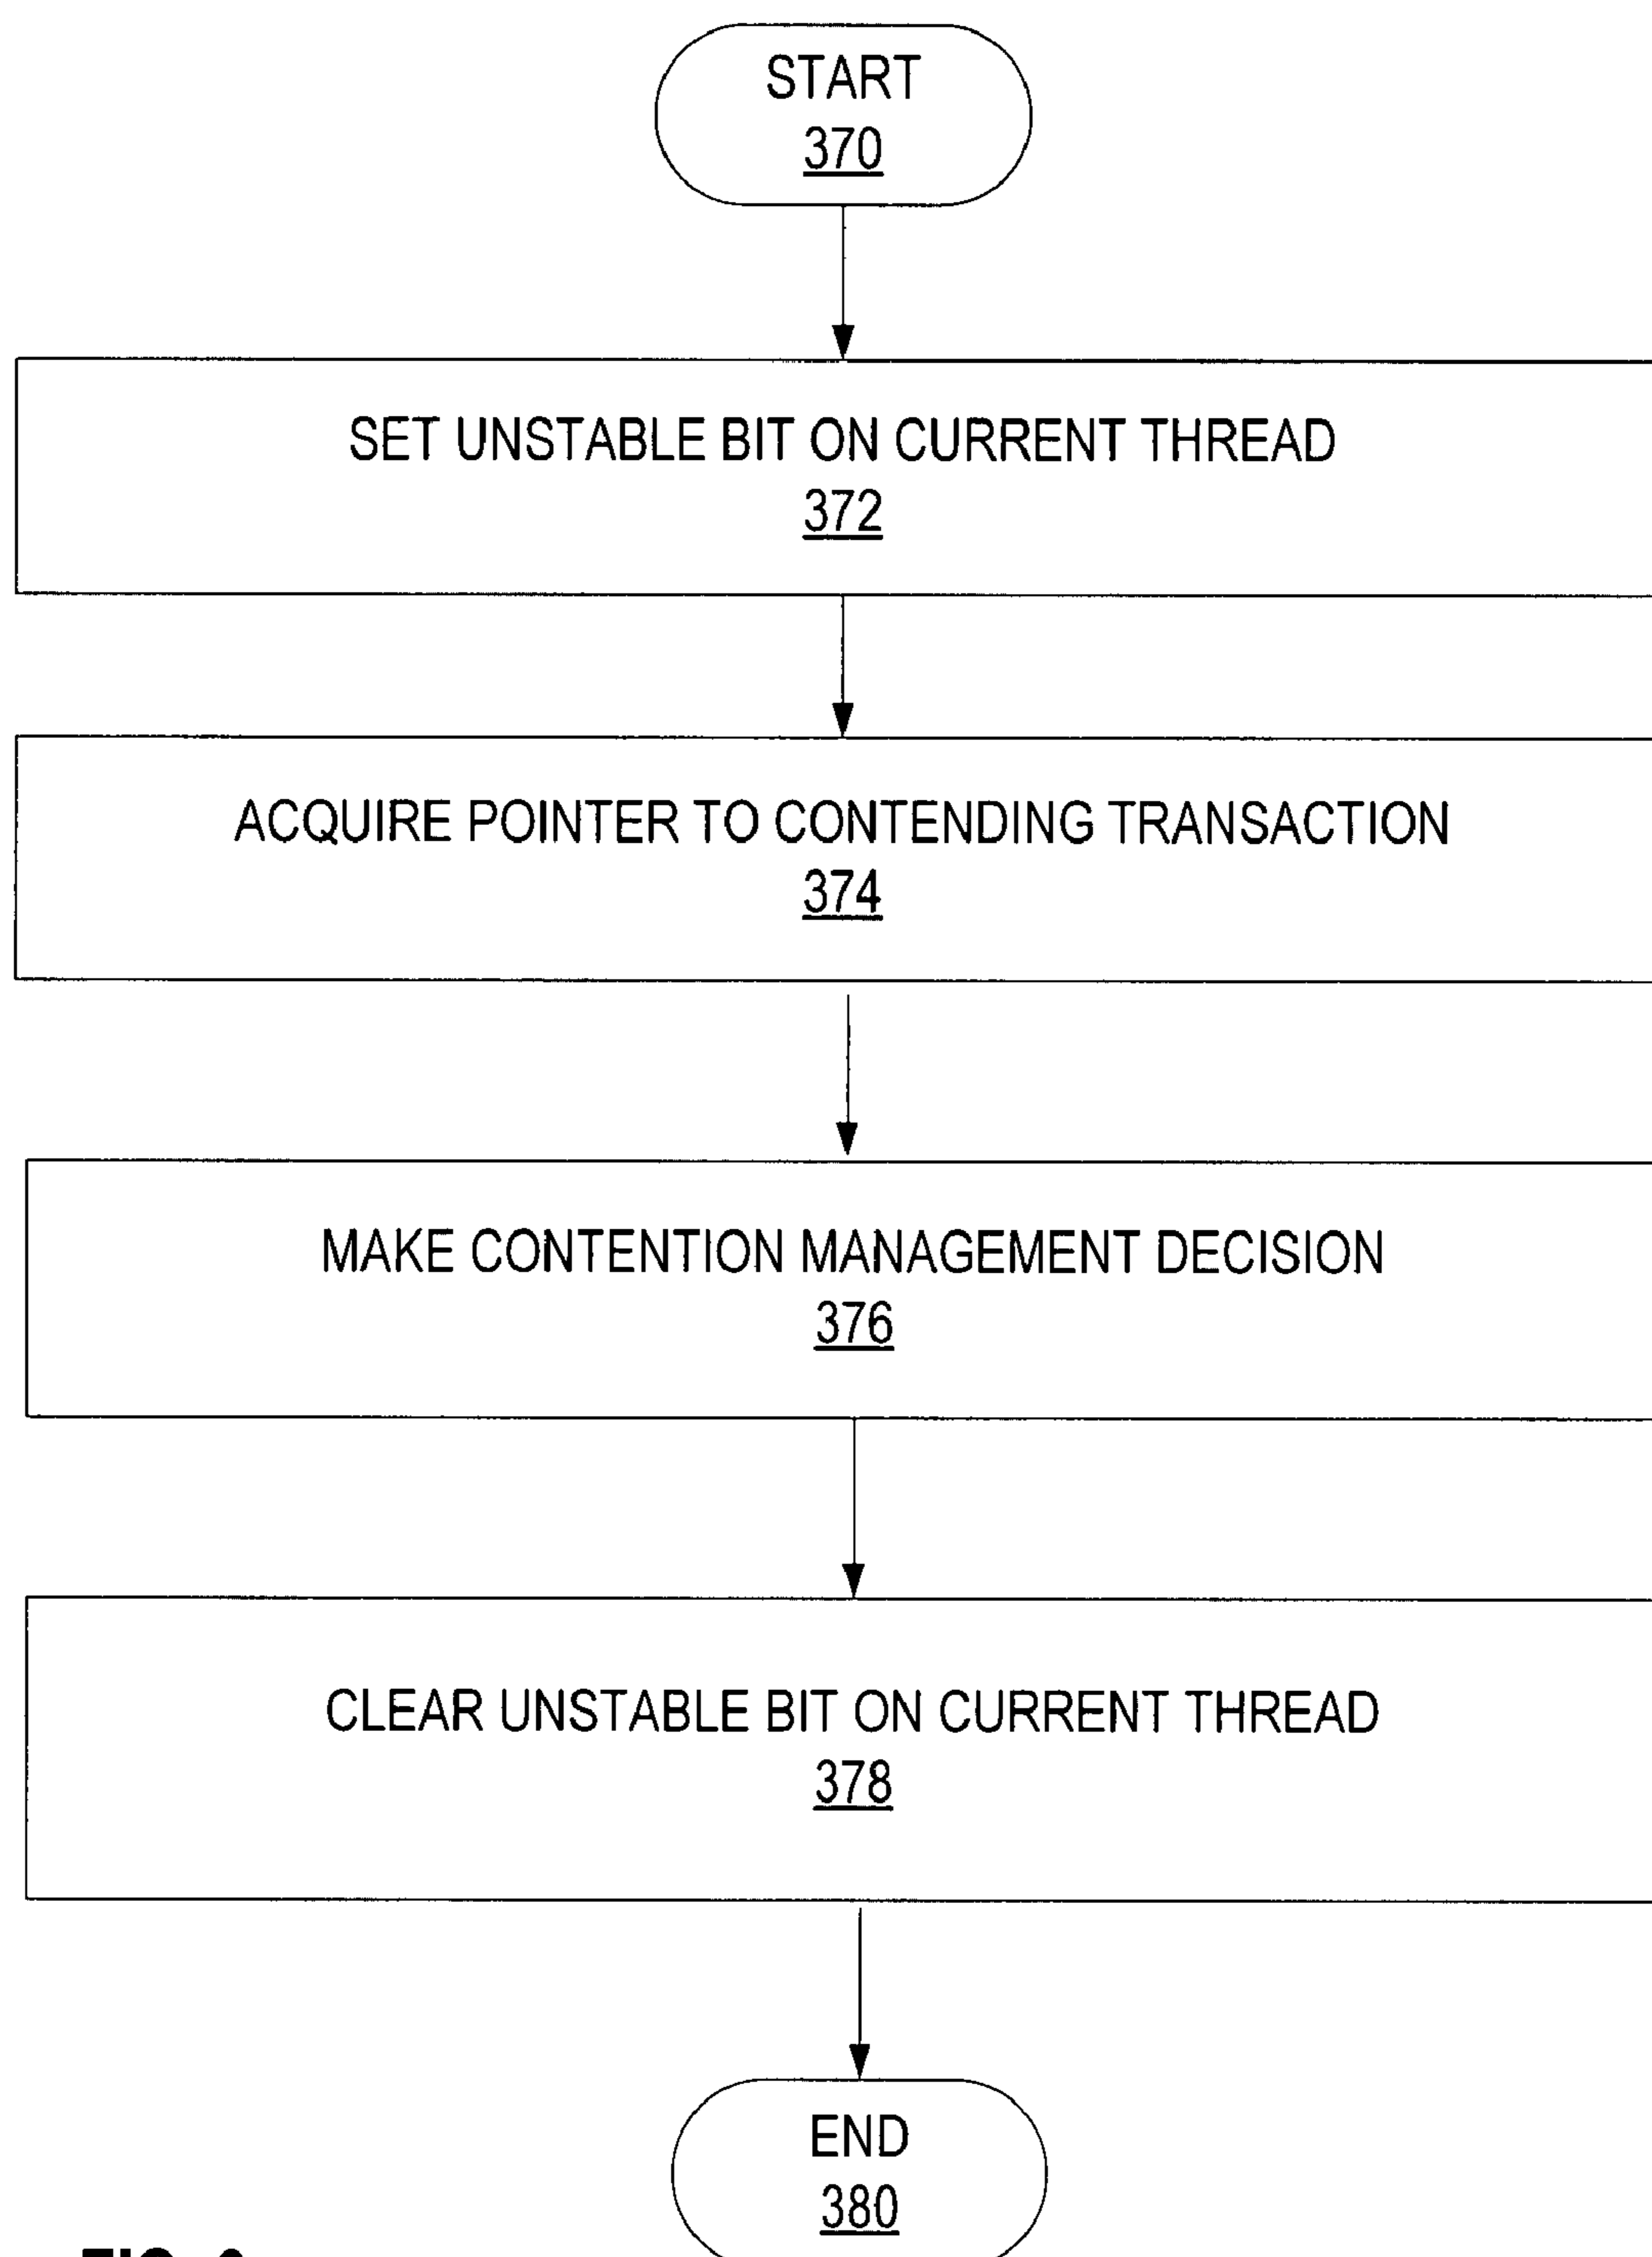 START
370
SET UNSTABLE BIT ON CURRENT THREAD
372
ACQUIRE POINTER TO CONTENDING TRANSACTION
374
MAKE CONTENTION MANAGEMENT DECISION
376
CLEAR UNSTABLE BIT ON CURRENT THREAD
378
END
380
FIG.